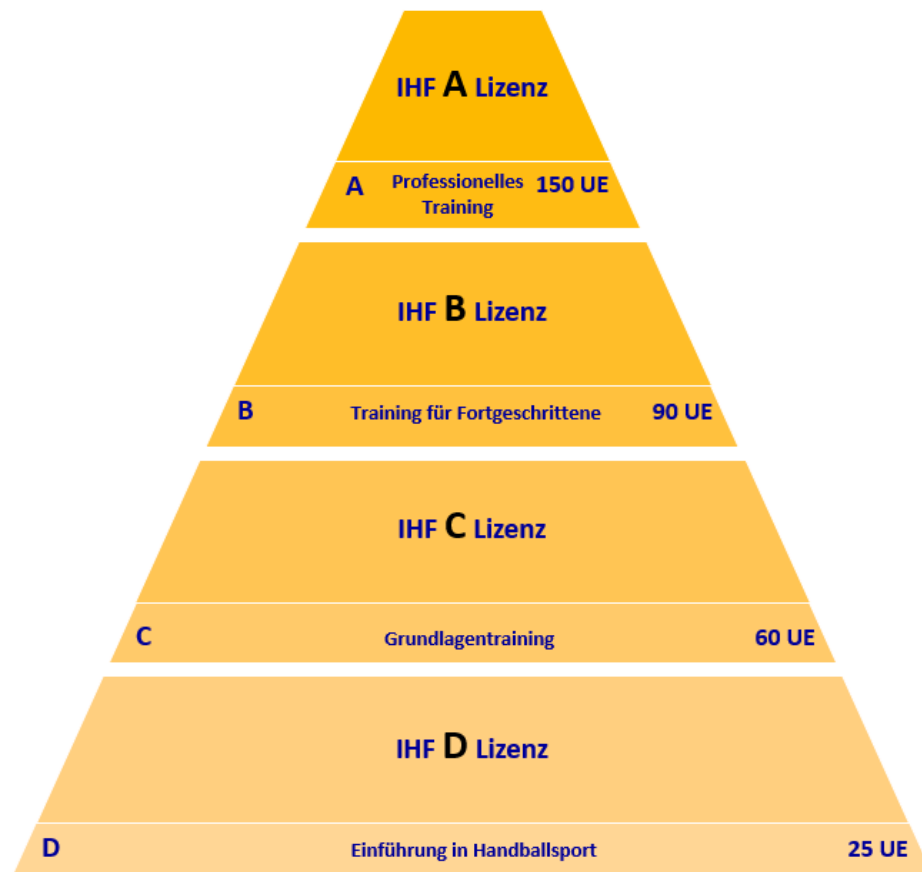 IHF A Lizenz
A Professionelles 150 UE
Training
IHF B Lizenz
B Training für Fortgeschrittene 90 UE
IHF C Lizenz
C Grundlagentraining 60 UE
IHF D Lizenz
D Einführung in Handballsport 25 UE